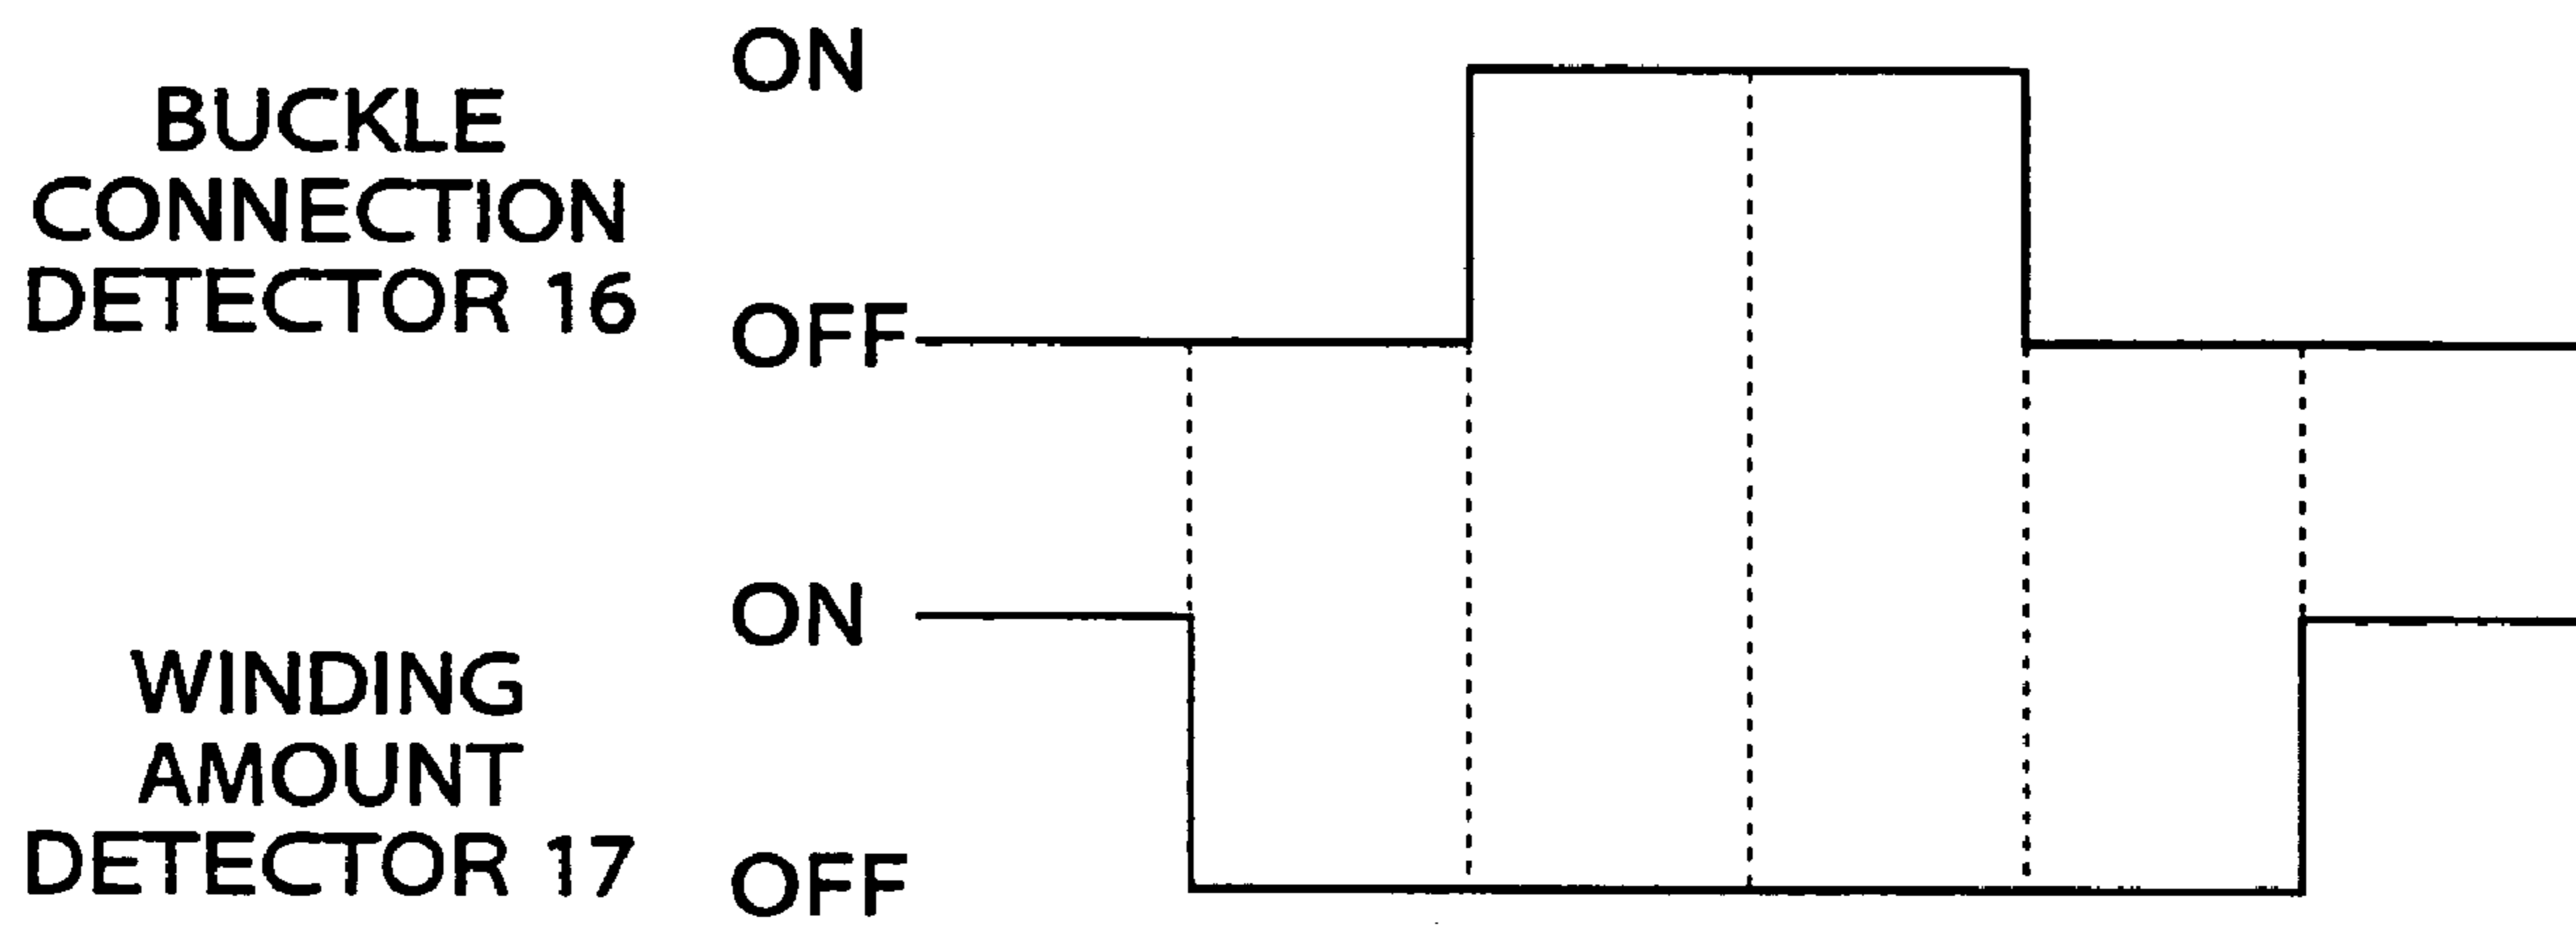 ON
BUCKLE
CONNECTION
DETECTOR 16
OFF
ON
WINDING
AMOUNT
DETECTOR 17
OFF